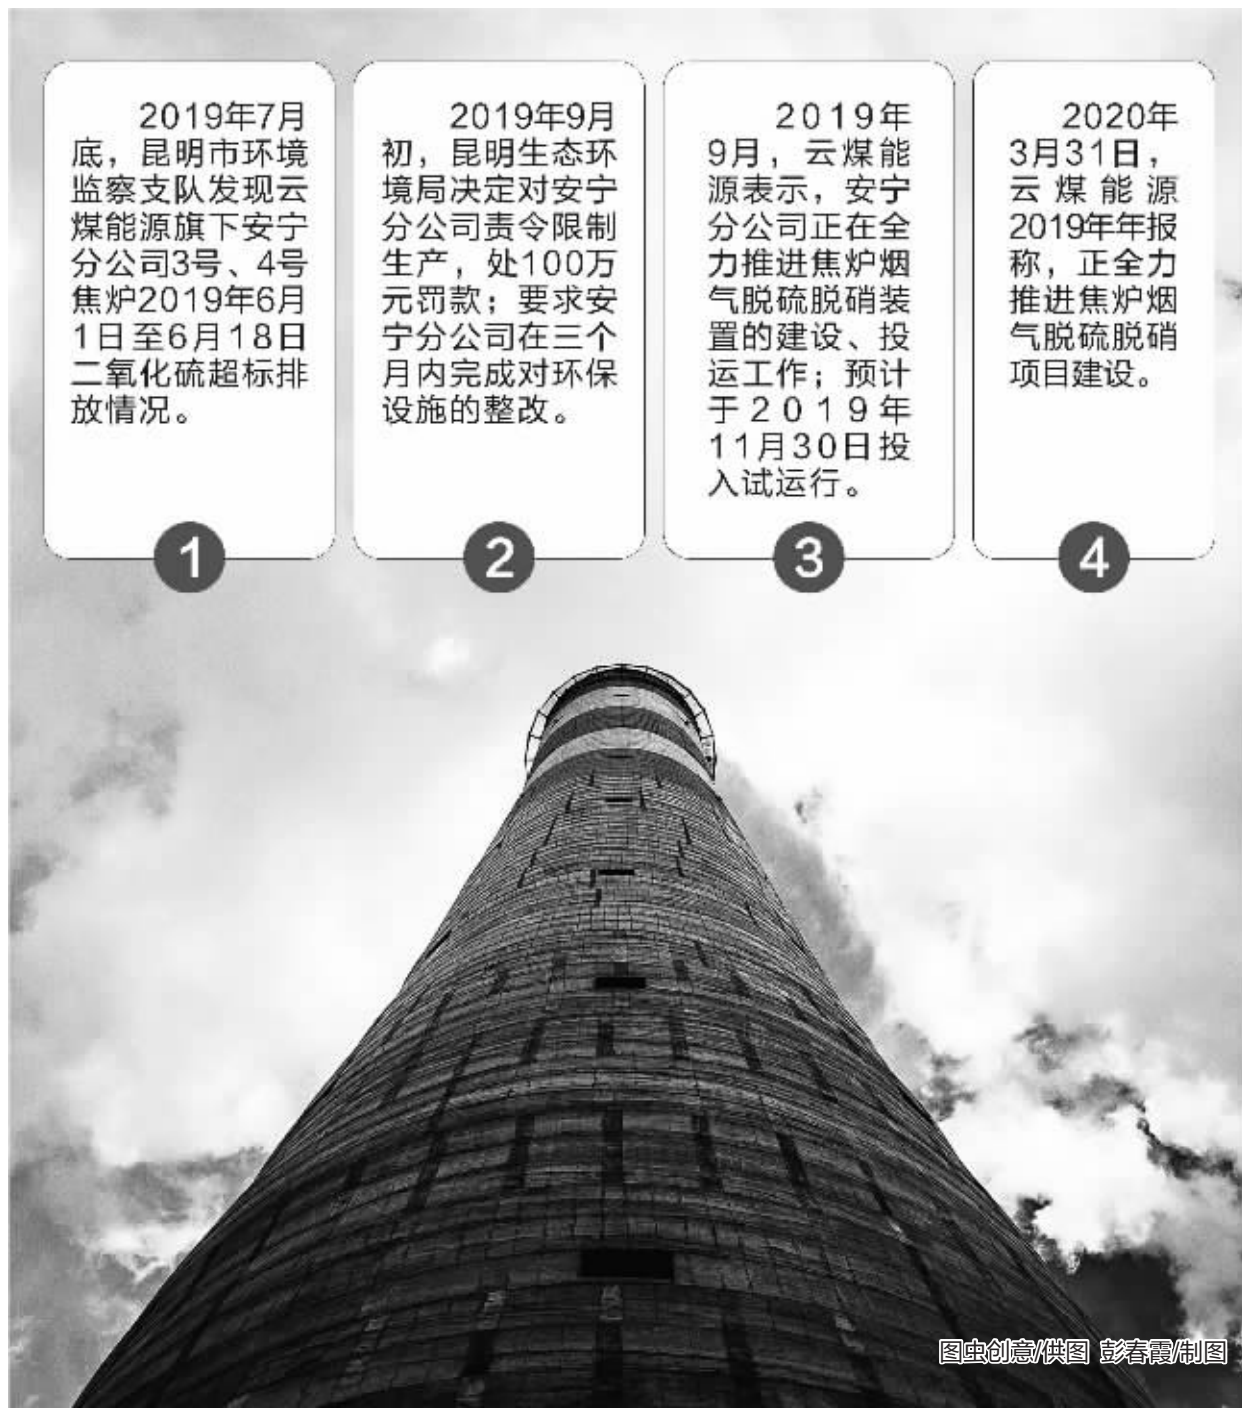 2019年7月
底，昆明市环境
监察支队发现云
煤能源旗下安宁
分公司3号、4号
焦炉2019年6月
1日至6月18日
二氧化硫超标排
放情况。
1
2019年9月
初，昆明生态环
境局决定对安宁
分公司责令限制
生产，处100万
元罚款；要求安
宁分公司在三个
月内完成对环保
设施的整改。
2
2019年
9月，云煤能
源表示，安宁
分公司正在全
力推进焦炉烟
气脱硫脱硝装
置的建设、投
运工作；预计
于2019年
11月30日投
入试运行。
3
2020年
3月31日，
云煤能源
2019年年报
称，正全力
推进焦炉烟
气脱硫脱硝
项目建设。
4
图虫创意/供图 彭春霞/制图